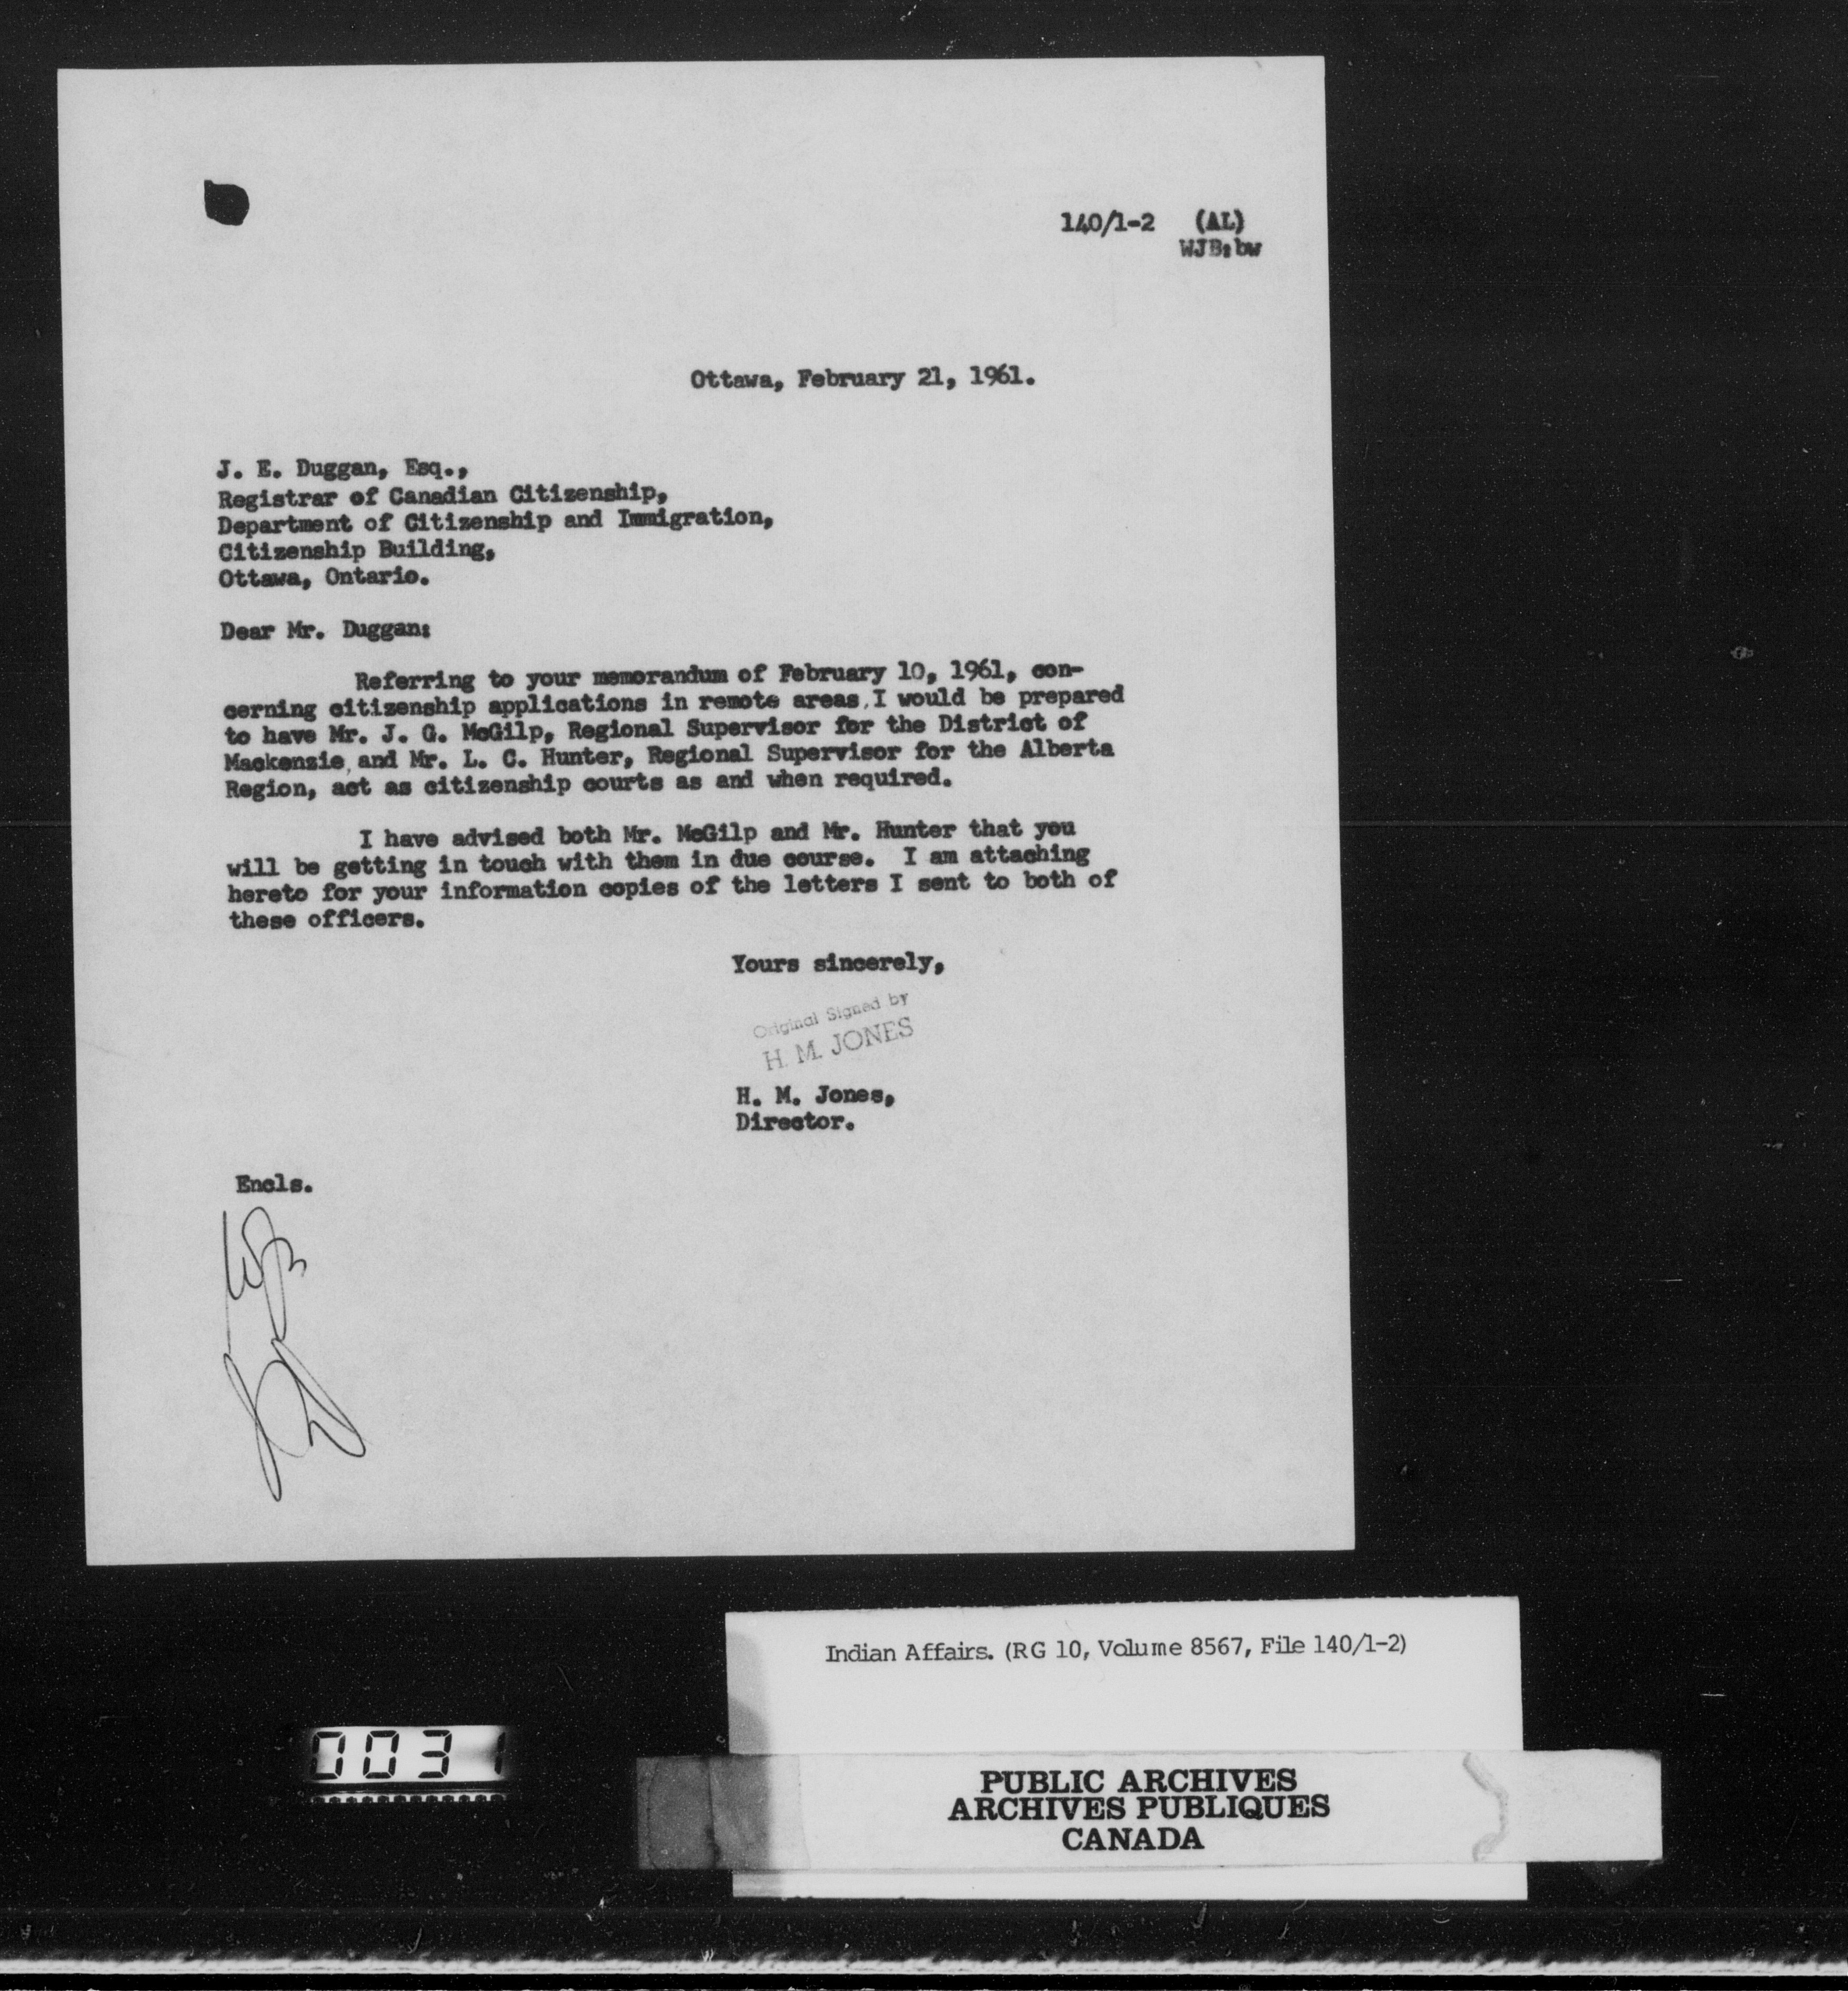 140/1-2 (AL)
WJB:bw
Ottawa, February 21, 1961.
J. E. Duggan, Esq.,
Registrar of Canadian Citizenship,
Department of Citizenship and Immigration,
Citizenship Building,
Ottawa, Ontario.
Dear Mr. Duggan:
Referring to your memorandum of February 10, 1961, con-
cerning citizenship applications in remote areas, I would be prepared
to have Mr. J. G. McGilp, Regional Supervisor for the District of
Mackenzie, and Mr. L. C. Hunter, Regional Supervisor for the Alberta
Region, act as citizenship courts as and when required.
I have advised both Mr. McGilp and Mr. Hunter that you
will be getting in touch with them in due course. I am attaching
hereto for your information copies of the letters I sent to both of
these officers.
Yours sincerely,
Original Signed by
H. M. JONES
H. M. Jones,
Director.
Encls.
Indian Affairs. (RG 10, Volume 8567, File 140/1-2)
0031
PUBLIC ARCHIVES
ARCHIVES PUBLIQUES
CANADA